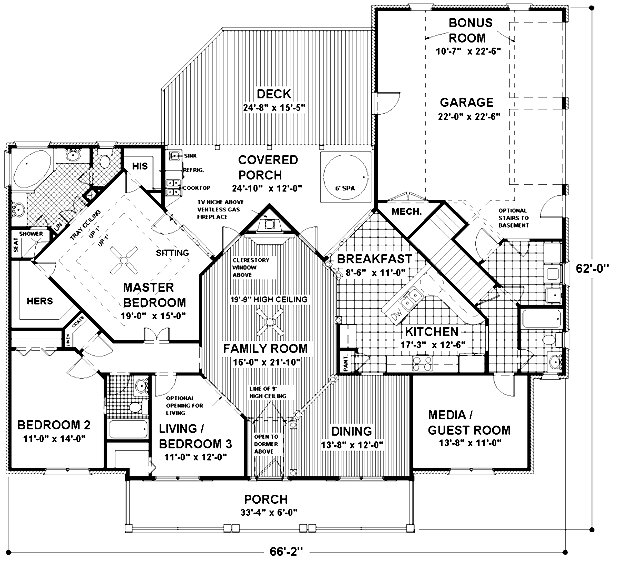 BONUS
ROOM
10'-7" x 22'-6"
GARAGE
22'-0" x 22'-6"
DECK
24'-8" x 15'-5"
SINK
REFRIG.
COOKTOP
COVERED
PORCH
24'-10" x 12'-0"
6' SPA
TV NICHE ABOVE
VENTLESS GAS
FIREPLACE
HIS
LIN
SHOWER
SEAT
TRAY CEILING
UP 1'
UP 1'
SITTING
MASTER
BEDROOM
19'-0" x 15'-0"
HERS
LINEN
MECH.
OPTIONAL
STAIRS TO
BASEMENT
CLERESTORY
WINDOW
ABOVE
19'-9" HIGH CEILING
FAMILY ROOM
16'-0" x 21'-10"
BREAKFAST
8'-6" x 11'-0"
DW
KITCHEN
17'-3" x 12'-6"
PANT.
62'-0"
BEDROOM 2
11'-0" x 14'-0"
OPTIONAL
OPENING FOR
LIVING
LIVING /
BEDROOM 3
11'-0" x 12'-0"
LINE OF 9'
HIGH CEILING
OPEN TO
DORMER
ABOVE
DINING
13'-8" x 12'-0"
MEDIA /
GUEST ROOM
13'-8" x 11'-0"
PORCH
33'-4" x 6'-0"
66'-2"